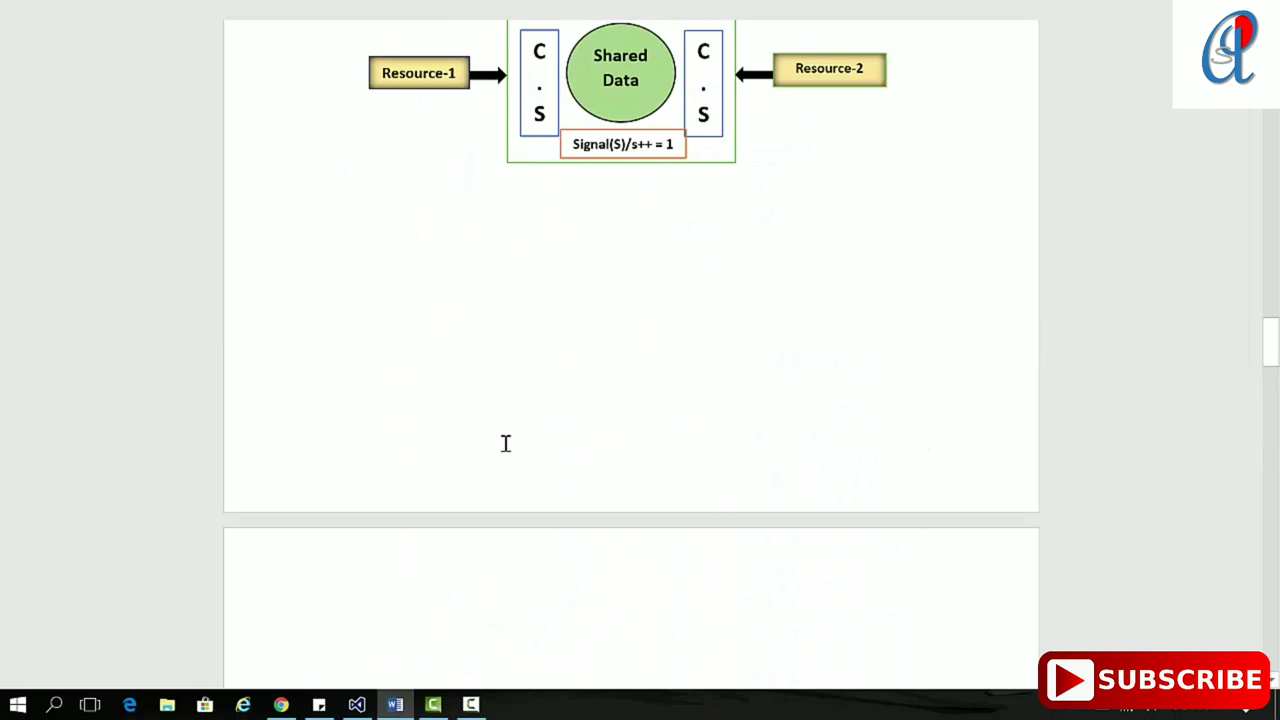 Resource-1
C
.
S
Shared
Data
C
.
S
Resource-2
Signal(S)/s++ = 1
SUBSCRIBE